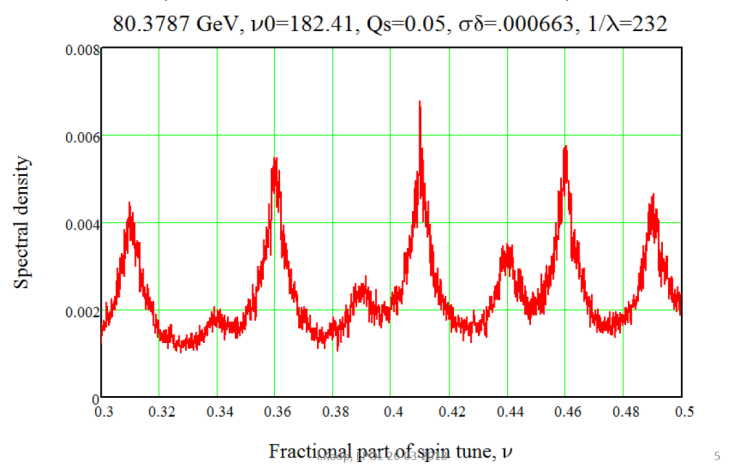 80.3787 GeV, ν0=182.41, Qs=0.05, σδ=.000663, 1/λ=232
0.008
0.006
0.004
0.002
0
Spectral density
0.3 0.32 0.34 0.36 0.38 0.4 0.42 0.44 0.46 0.48 0.5
Fractional part of spin tune, ν
5